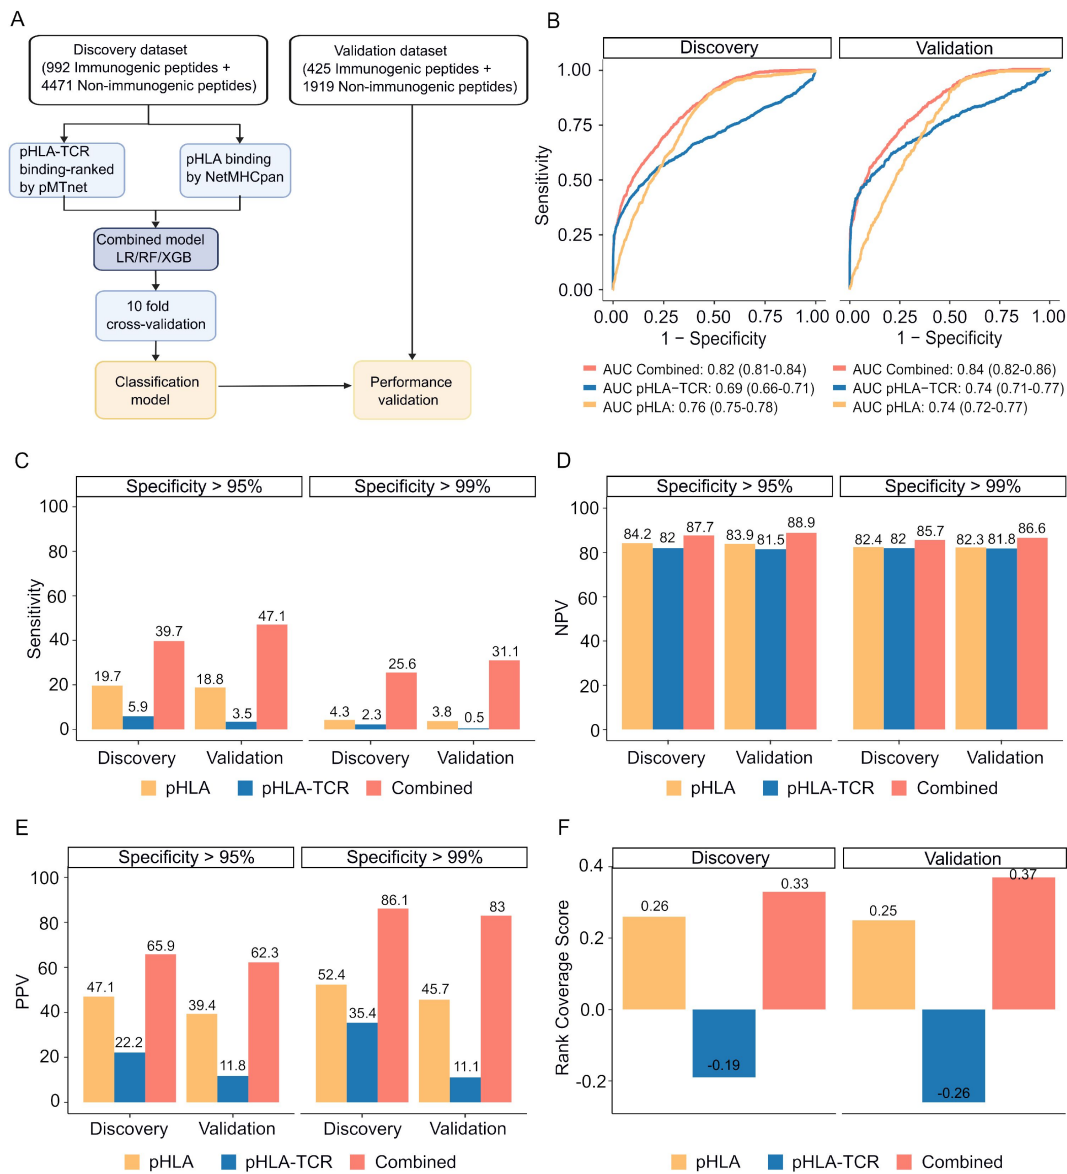 A
Discovery dataset
(992 Immunogenic peptides +
4471 Non-immunogenic peptides)
Validation dataset
(425 Immunogenic peptides +
1919 Non-immunogenic peptides)
pHLA-TCR
binding-ranked
by pMTnet
pHLA binding
by NetMHCpan
Combined model
LR/RF/XGB
10 fold
cross-validation
Classification
model
Performance
validation
B
Discovery
Validation
Sensitivity
1.00
0.75
0.50
0.25
0.00
0.00 0.25 0.50 0.75 1.00
0.00 0.25 0.50 0.75 1.00
1 − Specificity
1 − Specificity
AUC Combined: 0.82 (0.81-0.84)
AUC pHLA−TCR: 0.69 (0.66-0.71)
AUC pHLA: 0.76 (0.75-0.78)
AUC Combined: 0.84 (0.82-0.86)
AUC pHLA−TCR: 0.74 (0.71-0.77)
AUC pHLA: 0.74 (0.72-0.77)
C
Specificity > 95%
Specificity > 99%
Sensitivity
100
80
60
40
20
0
19.7
5.9
39.7
18.8
3.5
47.1
4.3
2.3
25.6
3.8
0.5
31.1
Discovery Validation
Discovery Validation
pHLA pHLA-TCR Combined
D
Specificity > 95%
Specificity > 99%
NPV
100
80
60
40
20
0
84.2
82
87.7
83.9
81.5
88.9
82.4
82
85.7
82.3
81.8
86.6
Discovery Validation
Discovery Validation
pHLA pHLA-TCR Combined
E
Specificity > 95%
Specificity > 99%
PPV
100
80
60
40
20
0
47.1
22.2
65.9
39.4
11.8
62.3
52.4
35.4
86.1
45.7
11.1
83
Discovery Validation
Discovery Validation
pHLA pHLA-TCR Combined
F
Discovery
Validation
Rank Coverage Score
0.4
0.2
0.0
-0.2
0.26
-0.19
0.33
0.25
-0.26
0.37
pHLA pHLA-TCR Combined